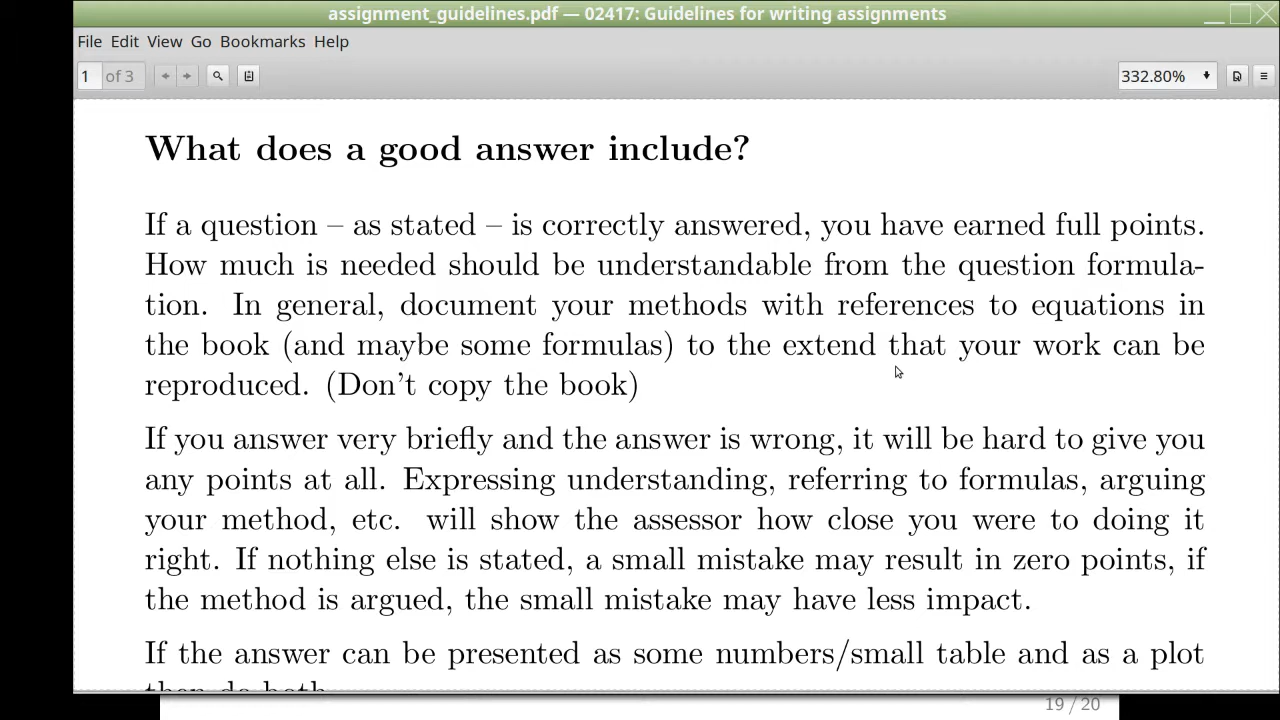 assignment_guidelines.pdf — 02417: Guidelines for writing assignments
File Edit View Go Bookmarks Help
1 of 3
332.80%
What does a good answer include?
If a question – as stated – is correctly answered, you have earned full points.
How much is needed should be understandable from the question formula-
tion. In general, document your methods with references to equations in
the book (and maybe some formulas) to the extend that your work can be
reproduced. (Don't copy the book)
If you answer very briefly and the answer is wrong, it will be hard to give you
any points at all. Expressing understanding, referring to formulas, arguing
your method, etc. will show the assessor how close you were to doing it
right. If nothing else is stated, a small mistake may result in zero points, if
the method is argued, the small mistake may have less impact.
If the answer can be presented as some numbers/small table and as a plot
then do both
19 / 20